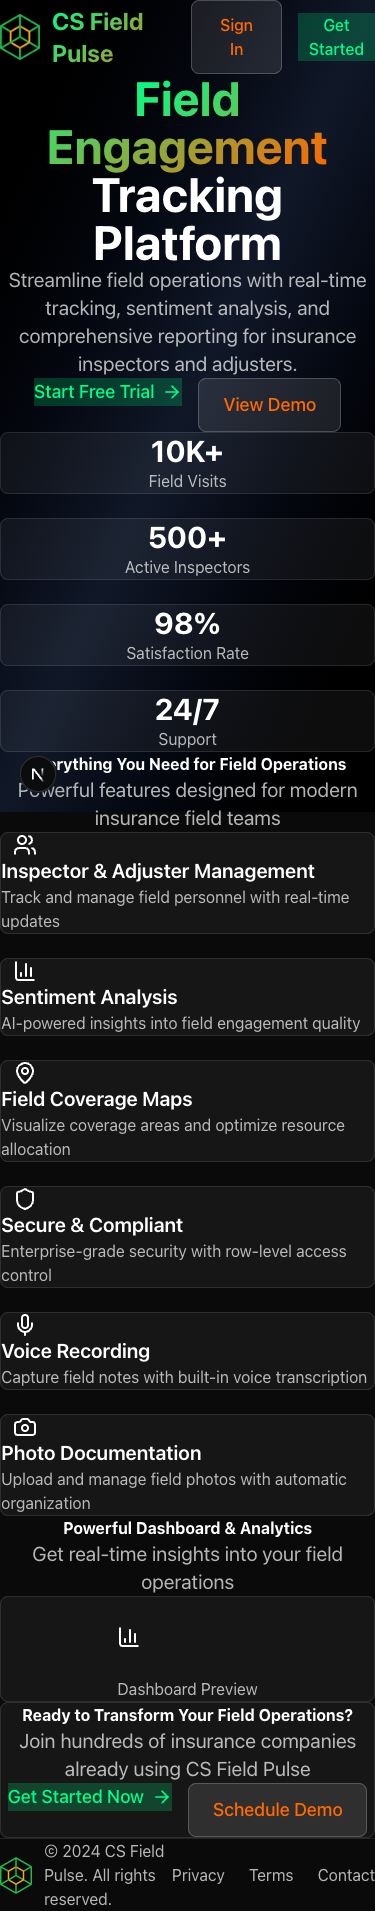 CS Field
Pulse
Sign
In
Get
Started
Field
Engagement
Tracking
Platform
Streamline field operations with real-time
tracking, sentiment analysis, and
comprehensive reporting for insurance
inspectors and adjusters.
Start Free Trial
View Demo
10K+
Field Visits
500+
Active Inspectors
98%
Satisfaction Rate
24/7
Support
N
erything You Need for Field Operations
Powerful features designed for modern
insurance field teams
Inspector & Adjuster Management
Track and manage field personnel with real-time
updates
Sentiment Analysis
AI-powered insights into field engagement quality
Field Coverage Maps
Visualize coverage areas and optimize resource
allocation
Secure & Compliant
Enterprise-grade security with row-level access
control
Voice Recording
Capture field notes with built-in voice transcription
Photo Documentation
Upload and manage field photos with automatic
organization
Powerful Dashboard & Analytics
Get real-time insights into your field
operations
Dashboard Preview
Ready to Transform Your Field Operations?
Join hundreds of insurance companies
already using CS Field Pulse
Get Started Now
Schedule Demo
© 2024 CS Field
Pulse. All rights
reserved.
Privacy
Terms
Contact